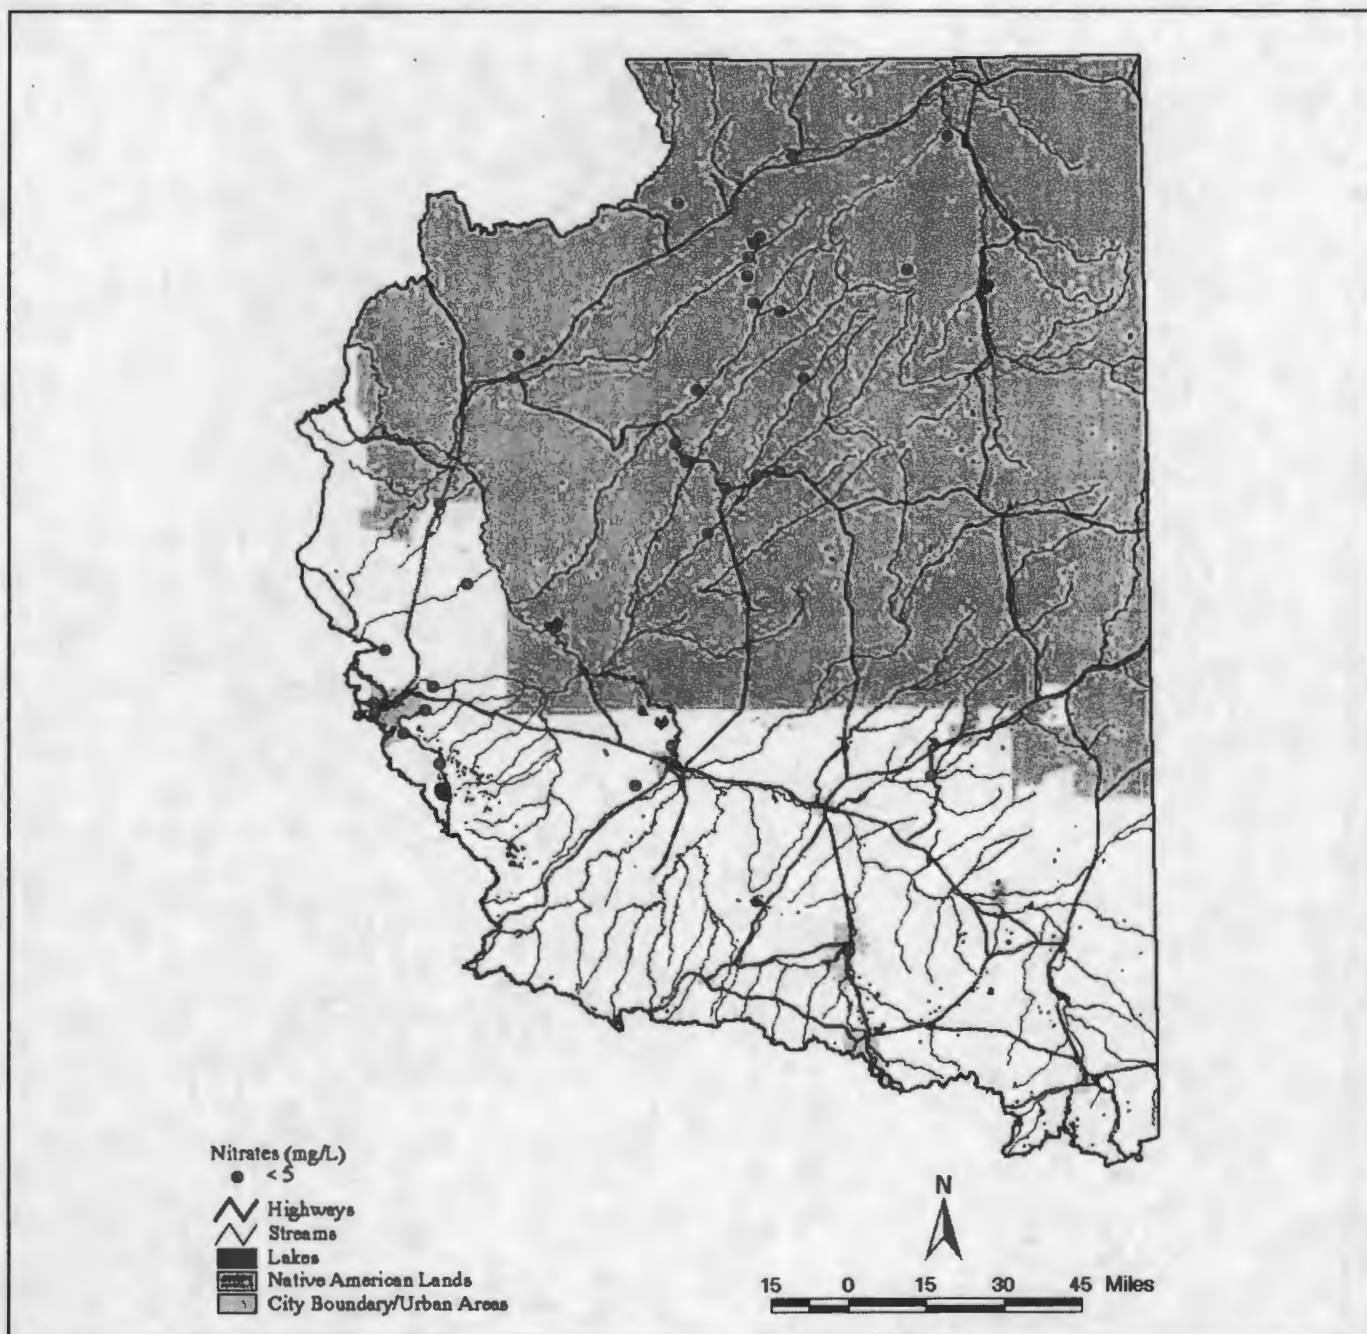 Nitrates (mg/L)
< 5
Highways
Streams
Lakes
Native American Lands
City Boundary/Urban Areas
N
15 0 15 30 45 Miles